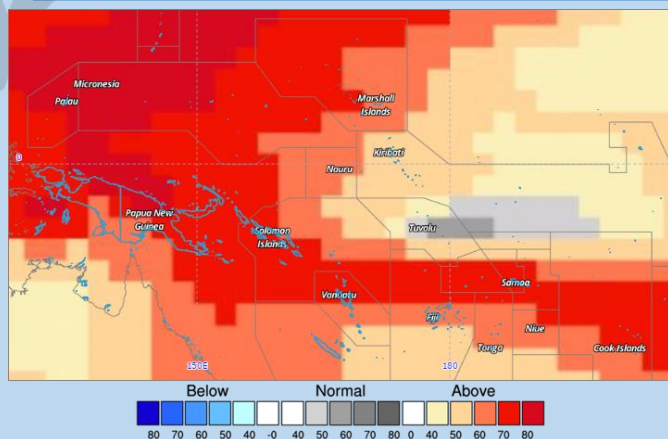 Micronesia
Palau
Marshall
Islands
Kiribati
0
Nauru
Papua New
Guinea
Solomon
Islands
Tuvalu
Vanuatu
Samoa
Fiji
Niue
Tonga
Cook Islands
150E 180
Below Normal Above
80 70 60 50 40 -0 40 50 60 70 80 0 40 50 60 70 80